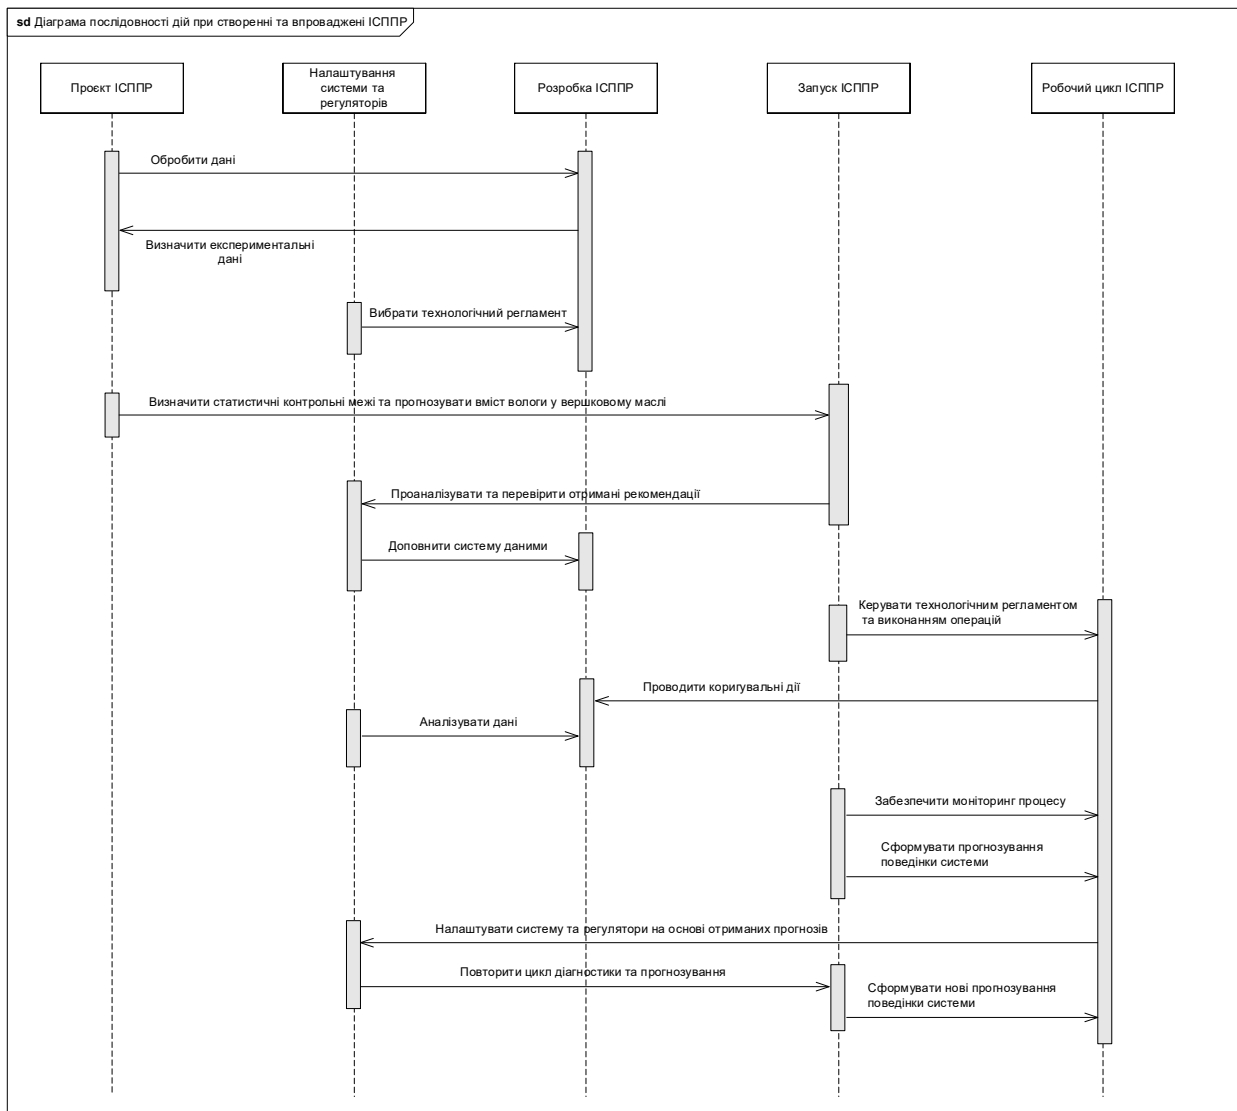 sd Діаграма послідовності дій при створенні та впроваджені ІСППР
Проєкт ІСППР
Налаштування
системи та
регуляторів
Розробка ІСППР
Запуск ІСППР
Робочий цикл ІСППР
Обробити дані
Визначити експериментальні
дані
Вибрати технологічний регламент
Визначити статистичні контрольні межі та прогнозувати вміст вологи у вершковому маслі
Проаналізувати та перевірити отримані рекомендації
Доповнити систему даними
Керувати технологічним регламентом
та виконанням операцій
Проводити коригувальні дії
Аналізувати дані
Забезпечити моніторинг процесу
Сформувати прогнозування
поведінки системи
Налаштувати систему та регулятори на основі отриманих прогнозів
Повторити цикл діагностики та прогнозування
Сформувати нові прогнозування
поведінки системи